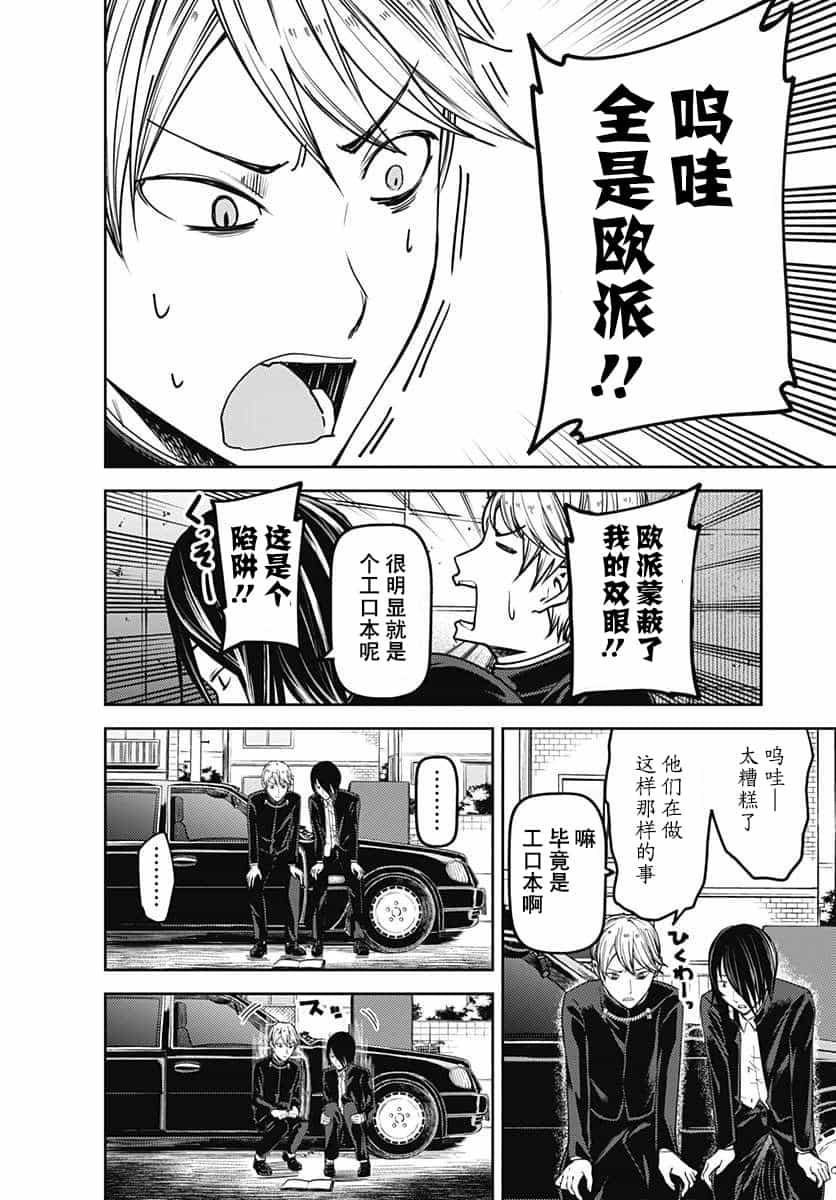 呜哇
全是欧派!!
欧派蒙蔽了
我的双眼!!
很明显就是
个工口本呢
这是个
陷阱!!
くっそー
呜哇—
太糟糕了
他们在做
这样那样的事
嘛
毕竟是
工口本啊
ひくわーっ
……
……
ズ